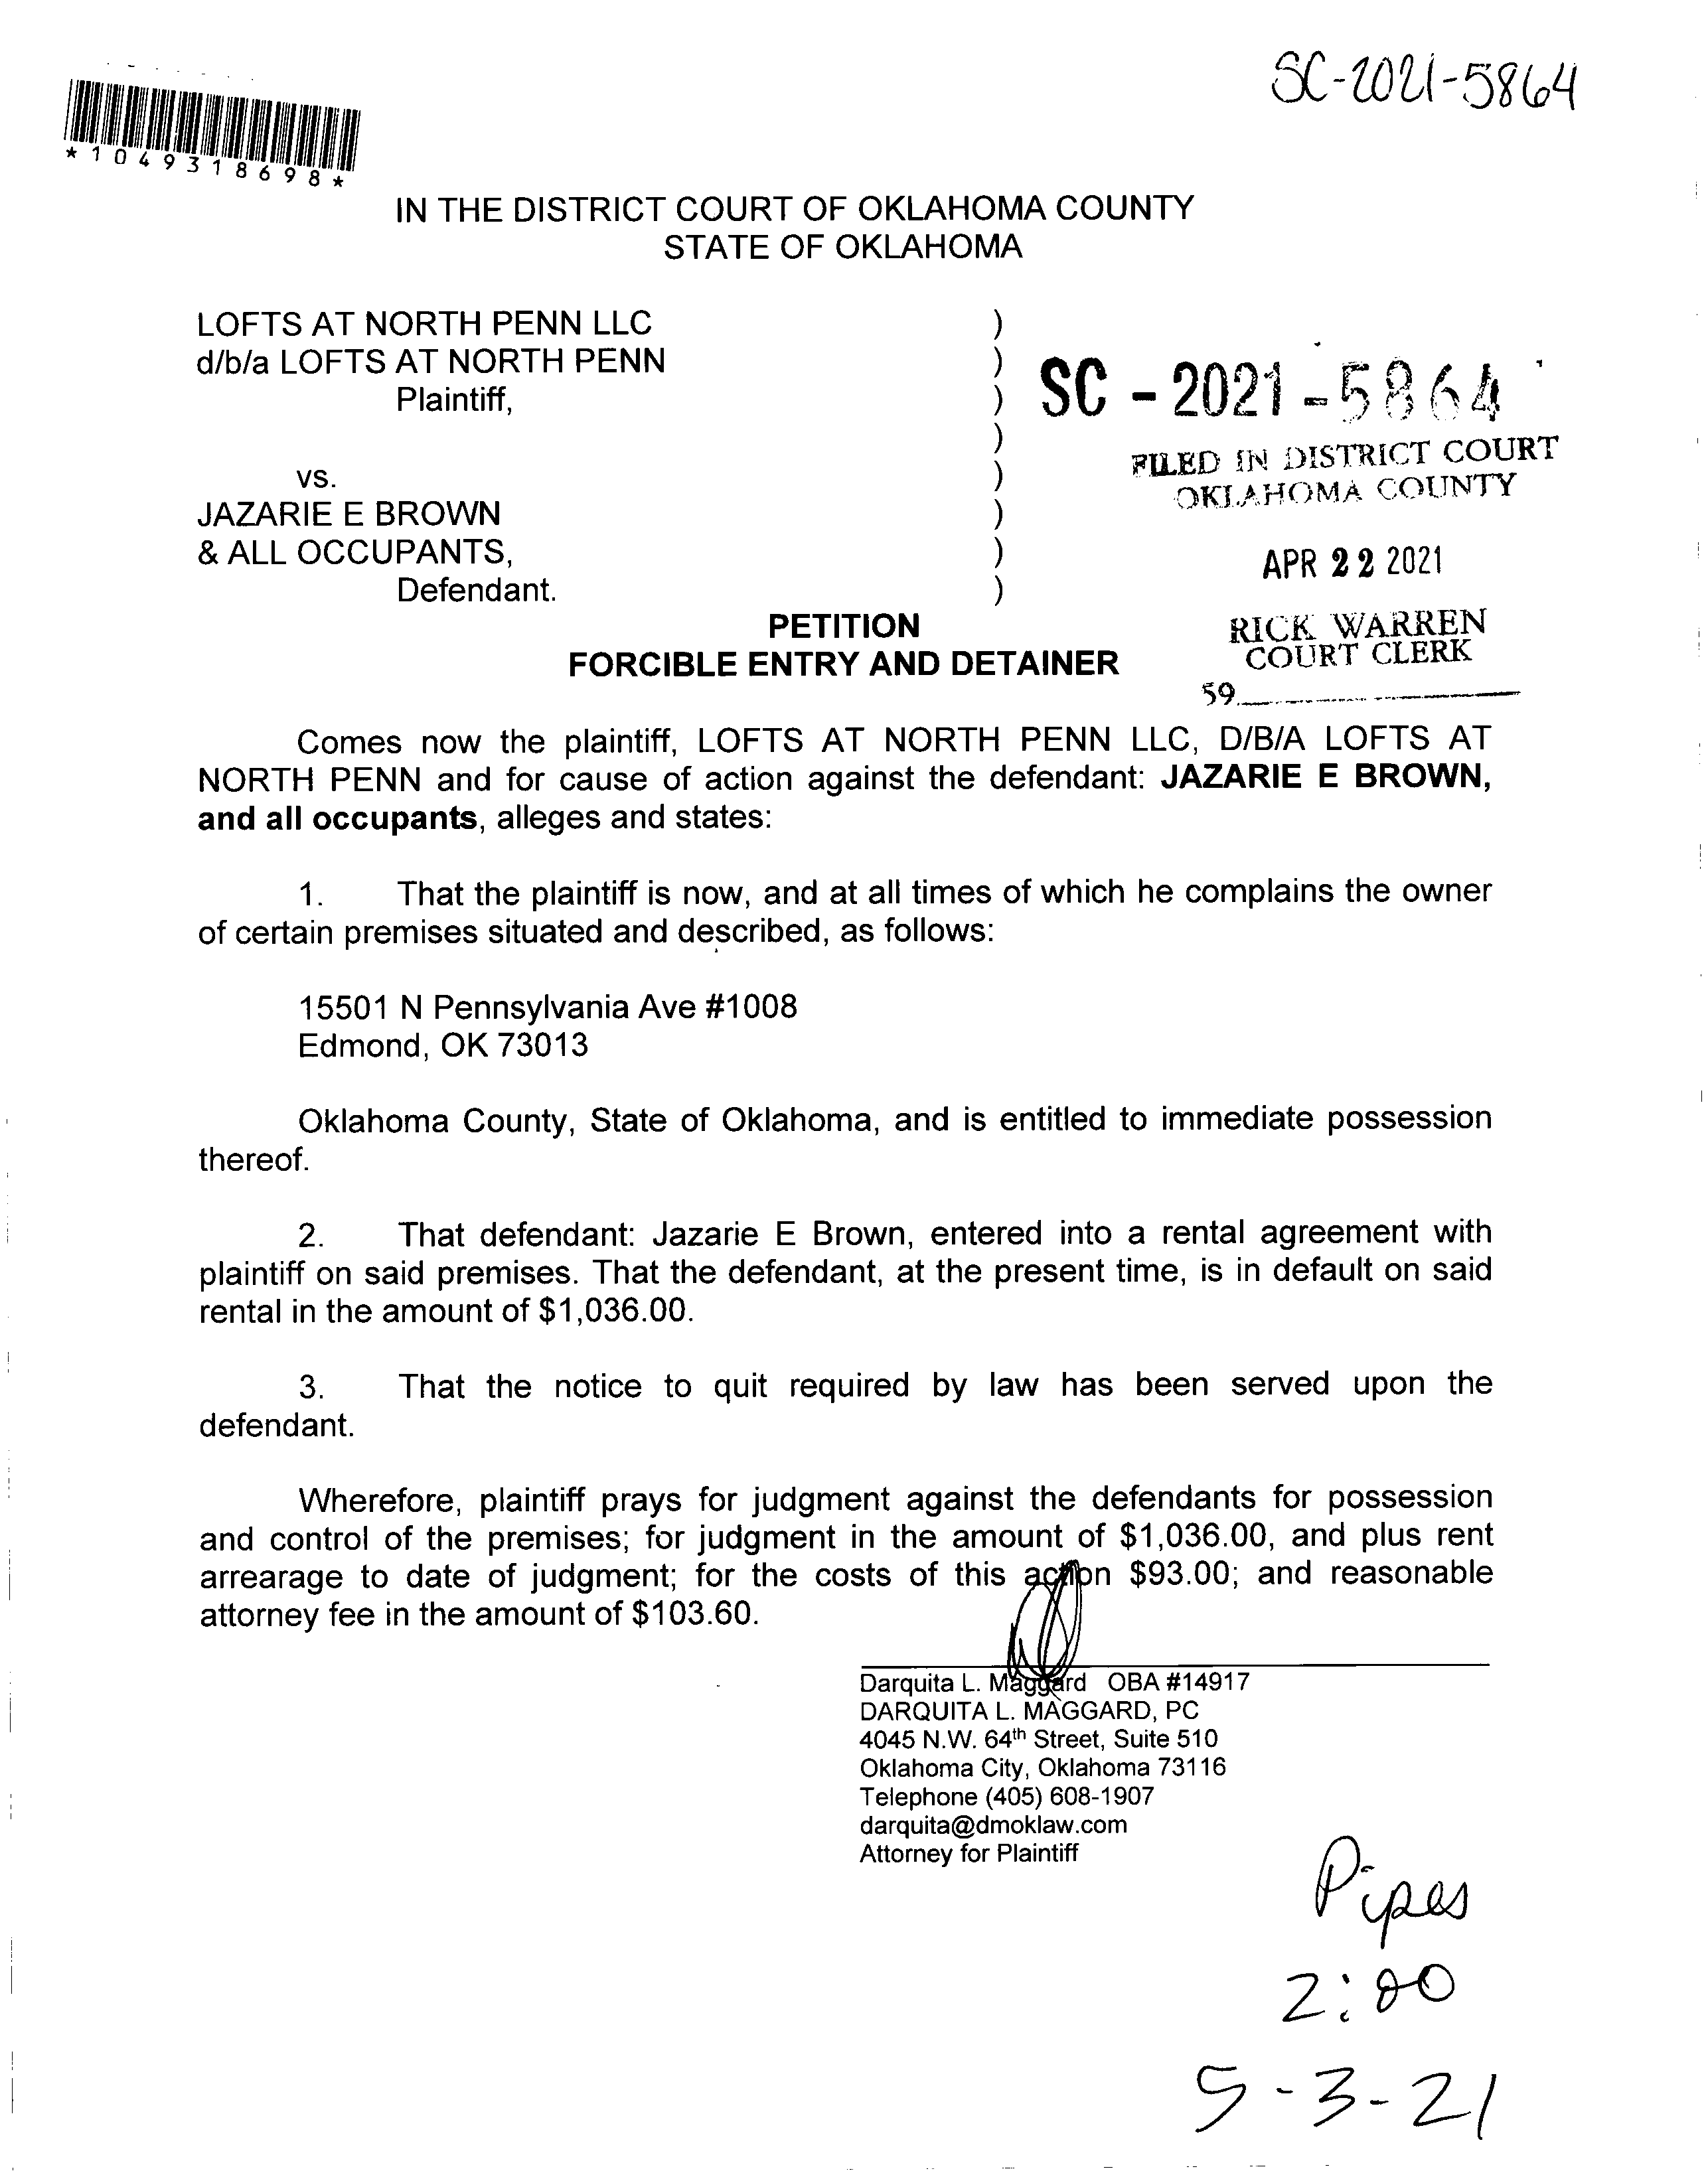 SC-2021-5864
*1049318698*
IN THE DISTRICT COURT OF OKLAHOMA COUNTY
STATE OF OKLAHOMA
LOFTS AT NORTH PENN LLC )
d/b/a LOFTS AT NORTH PENN )
Plaintiff, )
)
vs. )
JAZARIE E BROWN )
& ALL OCCUPANTS, )
Defendant. )
SC - 2021 - 5864
FILED IN DISTRICT COURT
OKLAHOMA COUNTY
APR 22 2021
RICK WARREN
COURT CLERK
59
PETITION
FORCIBLE ENTRY AND DETAINER
Comes now the plaintiff, LOFTS AT NORTH PENN LLC, D/B/A LOFTS AT
NORTH PENN and for cause of action against the defendant: JAZARIE E BROWN,
and all occupants, alleges and states:
1. That the plaintiff is now, and at all times of which he complains the owner
of certain premises situated and described, as follows:
15501 N Pennsylvania Ave #1008
Edmond, OK 73013
Oklahoma County, State of Oklahoma, and is entitled to immediate possession
thereof.
2. That defendant: Jazarie E Brown, entered into a rental agreement with
plaintiff on said premises. That the defendant, at the present time, is in default on said
rental in the amount of $1,036.00.
3. That the notice to quit required by law has been served upon the
defendant.
Wherefore, plaintiff prays for judgment against the defendants for possession
and control of the premises; for judgment in the amount of $1,036.00, and plus rent
arrearage to date of judgment; for the costs of this action $93.00; and reasonable
attorney fee in the amount of $103.60.
Darquita L. Maggard OBA #14917
DARQUITA L. MAGGARD, PC
4045 N.W. 64th Street, Suite 510
Oklahoma City, Oklahoma 73116
Telephone (405) 608-1907
darquita@dmoklaw.com
Attorney for Plaintiff
Pipes
2:00
5-3-21